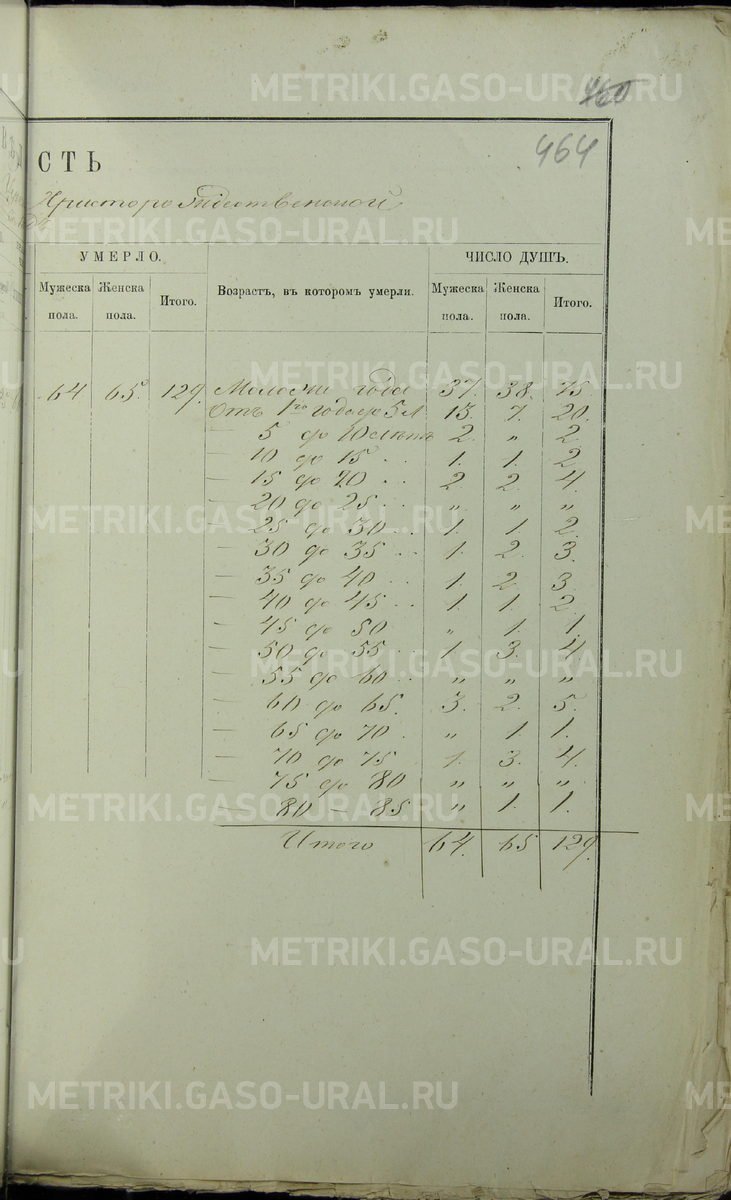 460
464
СТЬ
Христорождественской
УМЕРЛО.
ЧИСЛО ДУШЪ.
Мужеска пола.
Женска пола.
Итого.
Возрастъ, въ которомъ умерли.
Мужеска пола.
Женска пола.
Итого.
64 65. 129. Моложе года 37. 38. 75
Отъ 1го года до 5 л. 13. 7. 20.
— 5 до 10 лѣтъ 2. " 2
— 10 до 15 . . 1. 1. 2
— 15 до 20 . . 2 2. 4.
— 20 до 25 . . " " "
— 25 до 30 . . 1. 1. 2.
— 30 до 35 . . 1. 2. 3.
— 35 до 40 . . 1. 2. 3.
— 40 до 45 . . 1. 1. 2.
— 45 до 50 " 1. 1.
— 50 до 55 . . 1. 3. 4.
— 55 до 60 . . " " "
— 60 до 65. 3. 2. 5.
— 65 до 70 . " 1. 1.
— 70 до 75 1. 3. 4.
— 75 до 80 " " "
— 80 — 85 " 1. 1.
Итого 64. 65 129.
METRIKI.GASO-URAL.RU